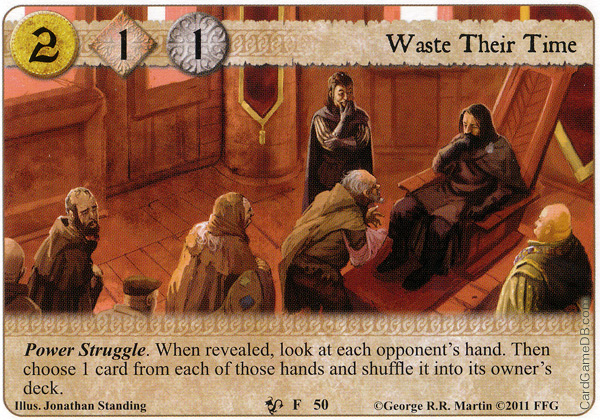 2 1 1 Waste Their Time
Power Struggle. When revealed, look at each opponent's hand. Then
choose 1 card from each of those hands and shuffle it into its owner's
deck.
Illus. Jonathan Standing F 50 ©George R.R. Martin ©2011 FFG
CardGameDB.com